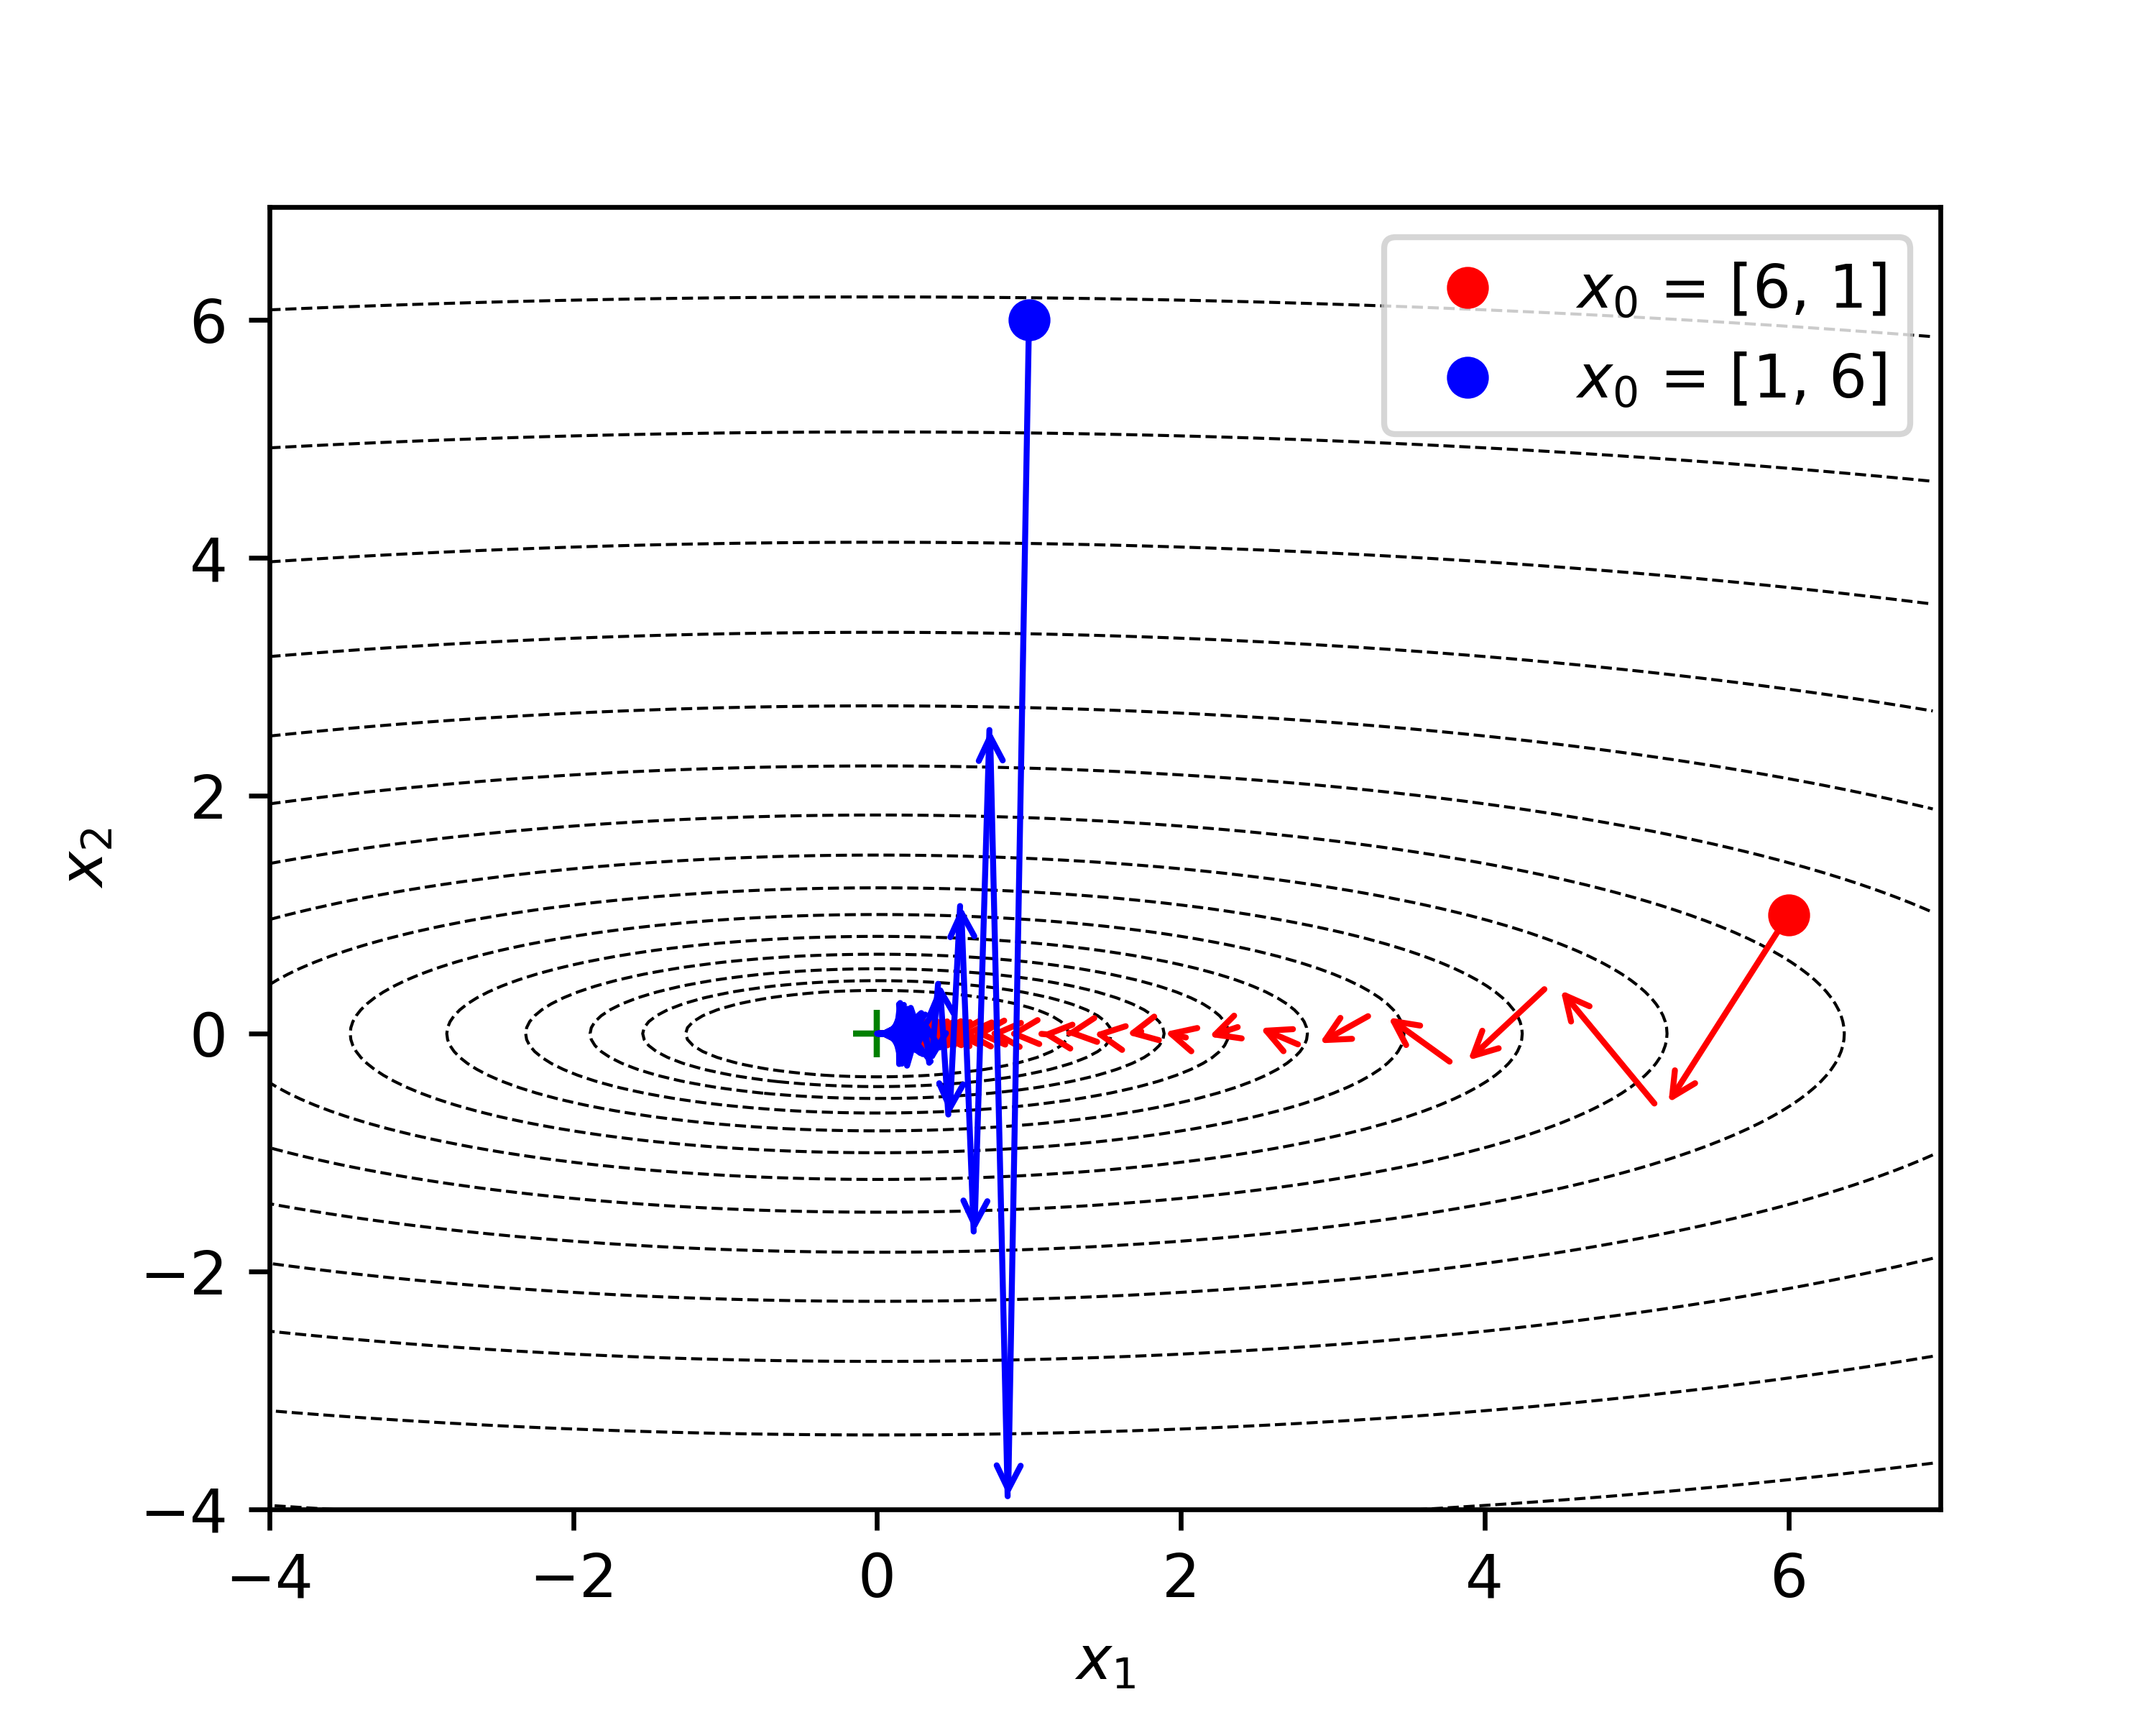 x₀ = [6, 1]
x₀ = [1, 6]
6
4
2
0
−2
−4
x₂
−4 −2 0 2 4 6
x₁